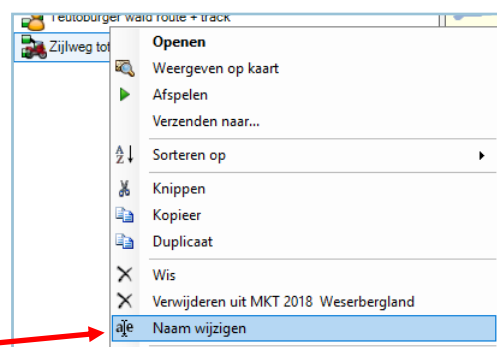 Teutoburger wald route + track
Zijlweg tot
Openen
Weergeven op kaart
Afspelen
Verzenden naar...
Sorteren op
Knippen
Kopieer
Duplicaat
Wis
Verwijderen uit MKT 2018 Weserbergland
Naam wijzigen